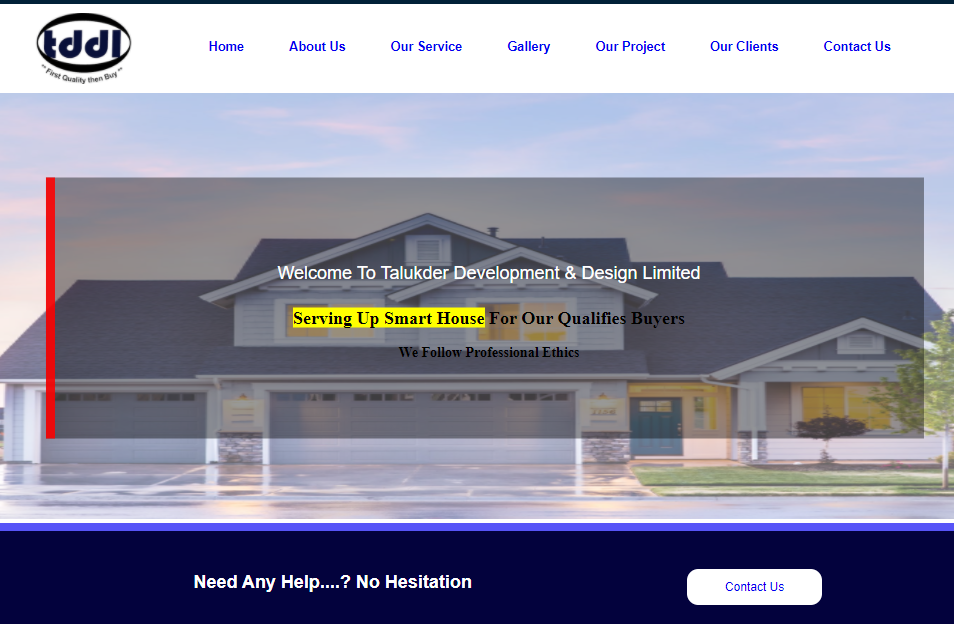 tddl
"First Quality then Buy"
Home About Us Our Service Gallery Our Project Our Clients Contact Us
Welcome To Talukder Development & Design Limited
Serving Up Smart House For Our Qualifies Buyers
We Follow Professional Ethics
Need Any Help....? No Hesitation
Contact Us